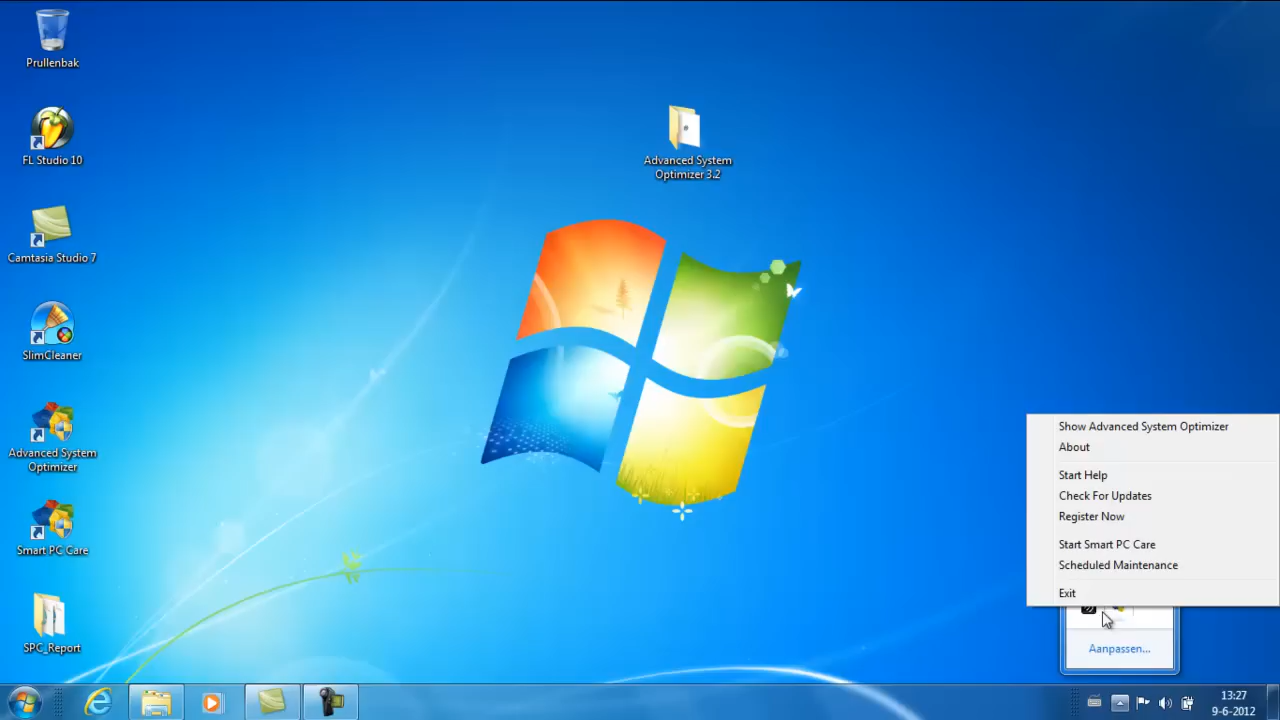 Prullenbak
FL Studio 10
Camtasia Studio 7
SlimCleaner
Advanced System
Optimizer
Smart PC Care
SPC_Report
Advanced System
Optimizer 3.2
Show Advanced System Optimizer
About
Start Help
Check For Updates
Register Now
Start Smart PC Care
Scheduled Maintenance
Exit
Aanpassen...
13:27
9-6-2012